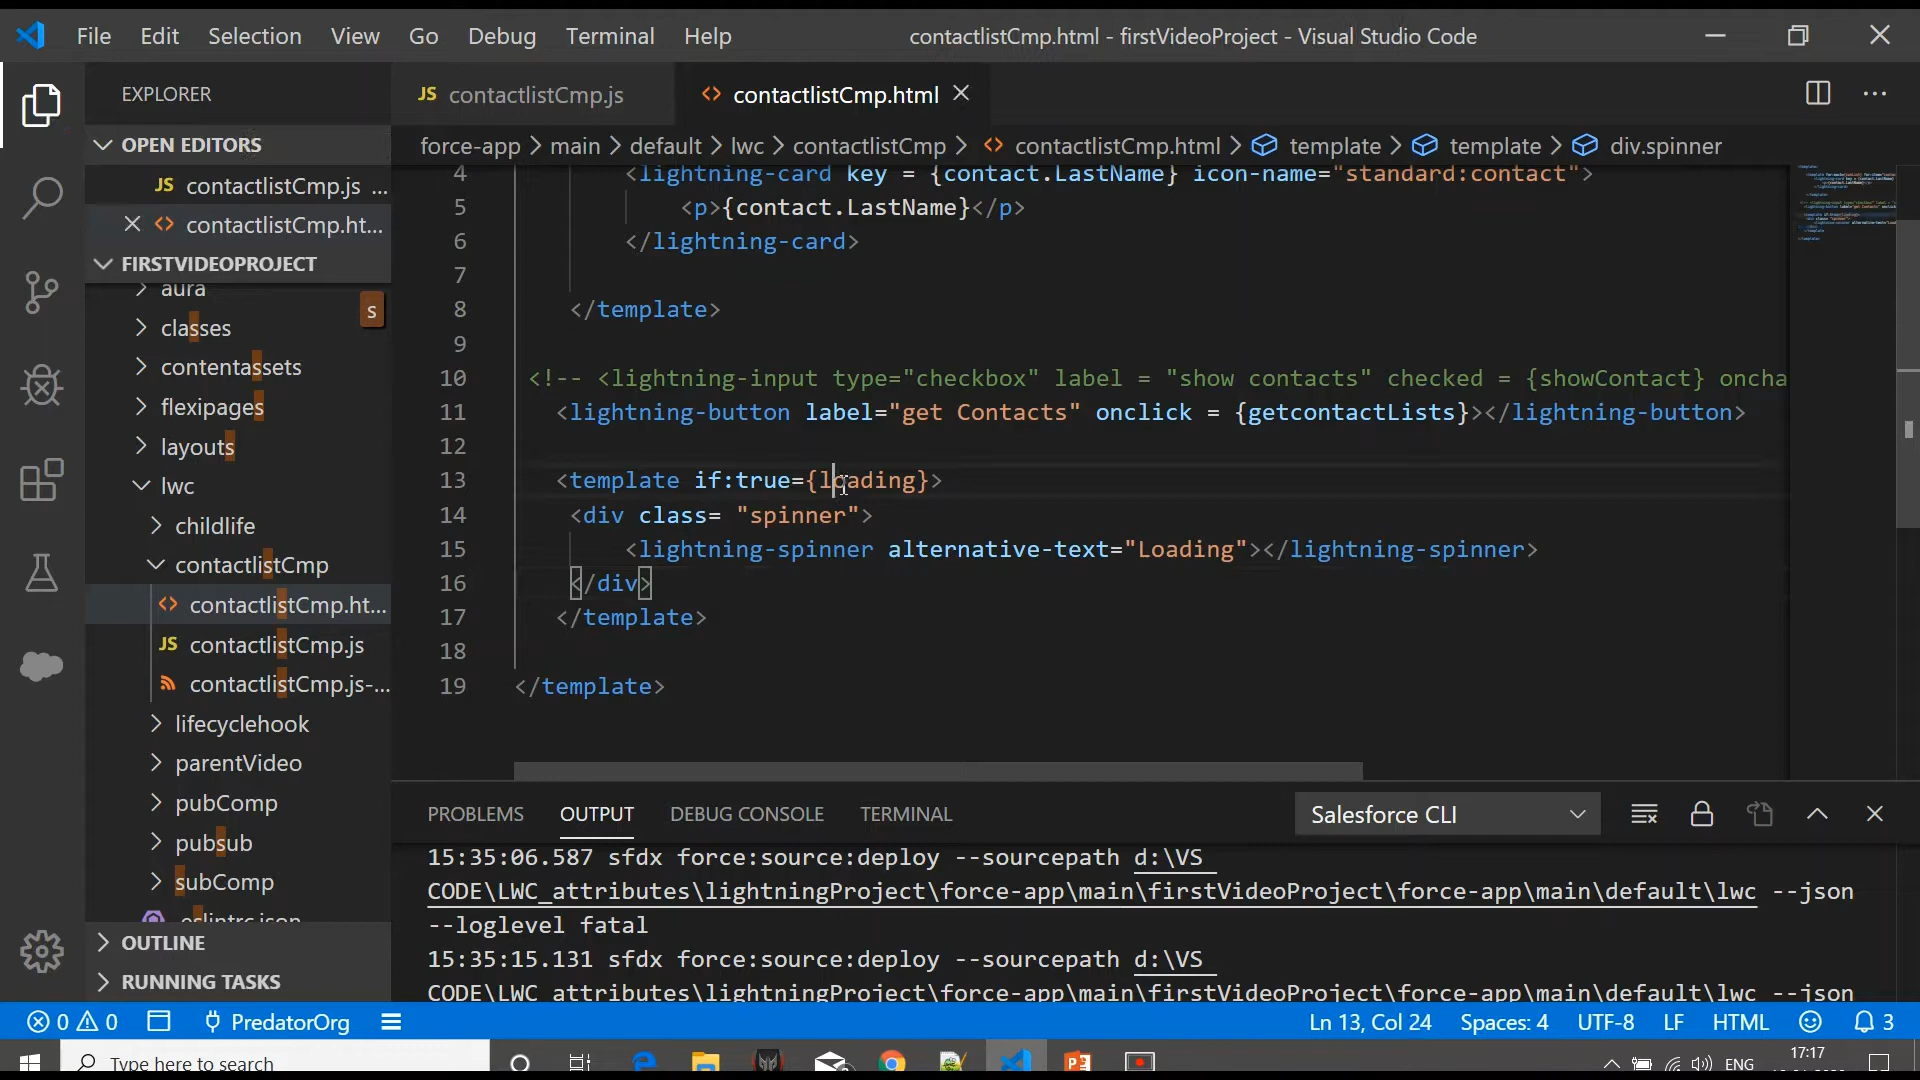 File Edit Selection View Go Debug Terminal Help contactlistCmp.html - firstVideoProject - Visual Studio Code
EXPLORER
JS contactlistCmp.js
<> contactlistCmp.html
OPEN EDITORS
JS contactlistCmp.js ...
<> contactlistCmp.ht...
FIRSTVIDEOPROJECT
s
aura
classes
contentassets
flexipages
layouts
lwc
childlife
contactlistCmp
<> contactlistCmp.ht...
JS contactlistCmp.js
contactlistCmp.js-...
lifecyclehook
parentVideo
pubComp
pubsub
subComp
.eslintrc.json
OUTLINE
RUNNING TASKS
force-app > main > default > lwc > contactlistCmp > <> contactlistCmp.html > template > template > div.spinner
4 <lightning-card key = {contact.LastName} icon-name="standard:contact">
5 <p>{contact.LastName}</p>
6 </lightning-card>
7
8 </template>
9
10 <!-- <lightning-input type="checkbox" label = "show contacts" checked = {showContact} oncha
11 <lightning-button label="get Contacts" onclick = {getcontactLists}></lightning-button>
12
13 <template if:true={loading}>
14 <div class= "spinner">
15 <lightning-spinner alternative-text="Loading"></lightning-spinner>
16 </div>
17 </template>
18
19 </template>
PROBLEMS OUTPUT DEBUG CONSOLE TERMINAL Salesforce CLI
15:35:06.587 sfdx force:source:deploy --sourcepath d:\VS
CODE\LWC_attributes\lightningProject\force-app\main\firstVideoProject\force-app\main\default\lwc --json
--loglevel fatal
15:35:15.131 sfdx force:source:deploy --sourcepath d:\VS
CODE\LWC_attributes\lightningProject\force-app\main\firstVideoProject\force-app\main\default\lwc --json
0 0 PredatorOrg Ln 13, Col 24 Spaces: 4 UTF-8 LF HTML 3
Type here to search ENG 17:17